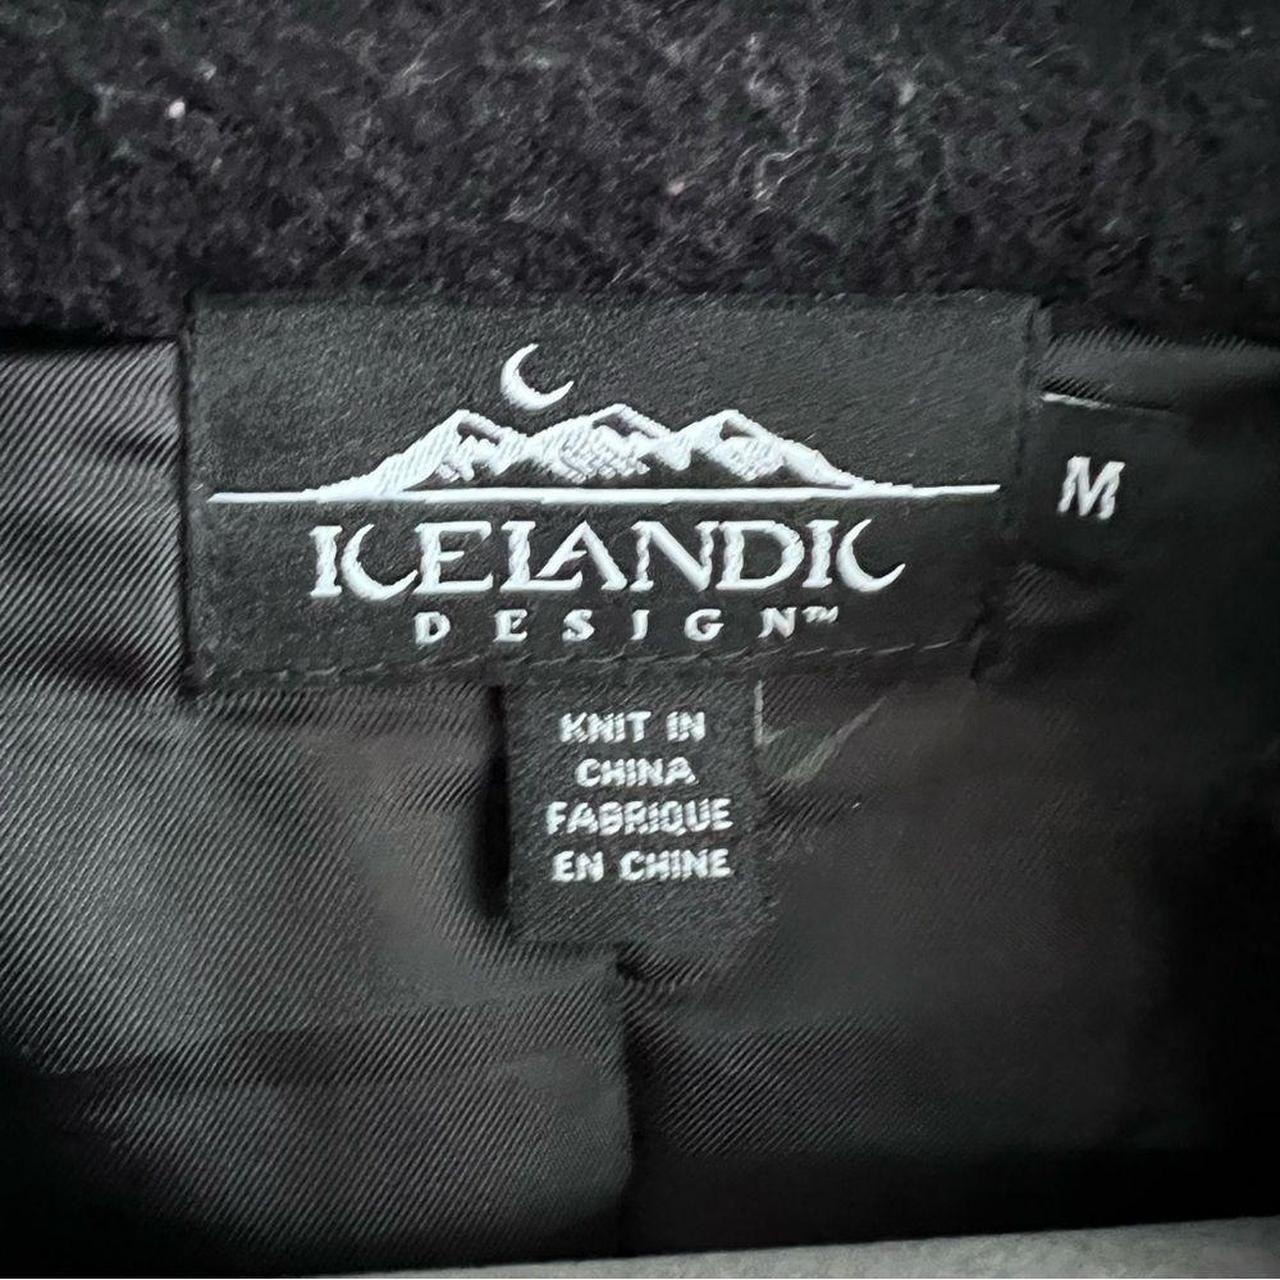 ICELANDIC
DESIGN™
M
KNIT IN
CHINA
FABRIQUE
EN CHINE